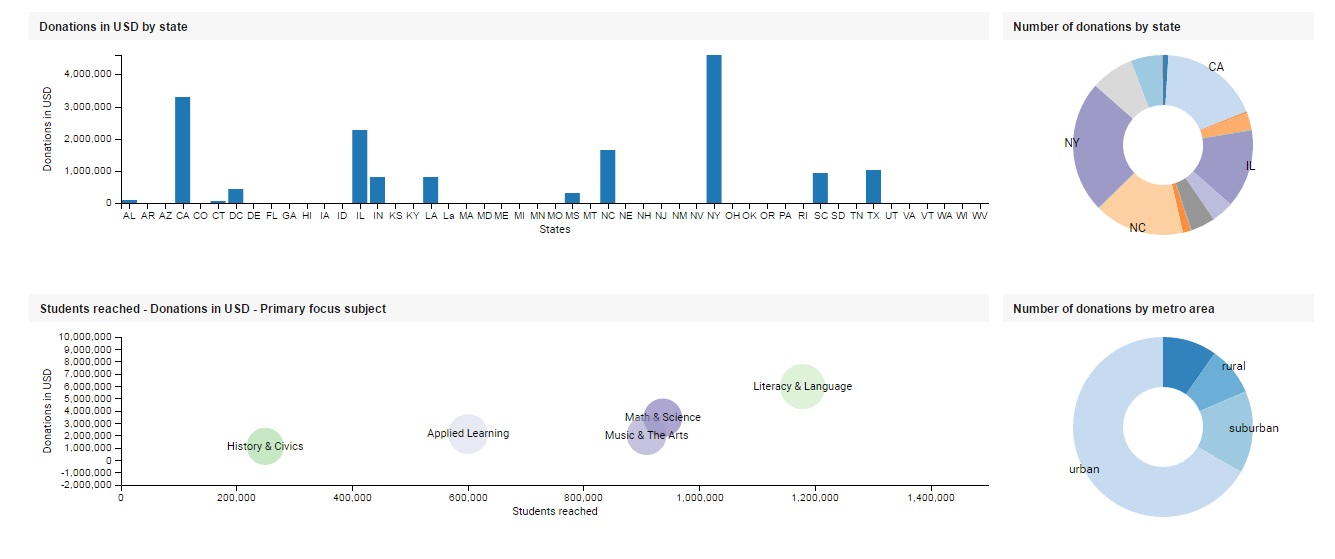 Donations in USD by state
Number of donations by state
4,000,000
3,000,000
2,000,000
1,000,000
0
Donations in USD
AL AR AZ CA CO CT DC DE FL GA HI IA ID IL IN KS KY LA La MA MD ME MI MN MO MS MT NC NE NH NJ NM NV NY OH OK OR PA RI SC SD TN TX UT VA VT WA WI WV
States
CA
NY
IL
NC
Students reached - Donations in USD - Primary focus subject
Number of donations by metro area
10,000,000
9,000,000
8,000,000
7,000,000
6,000,000
5,000,000
4,000,000
3,000,000
2,000,000
1,000,000
0
-1,000,000
-2,000,000
Donations in USD
Literacy & Language
Math & Science
Music & The Arts
Applied Learning
History & Civics
0 200,000 400,000 600,000 800,000 1,000,000 1,200,000 1,400,000
Students reached
rural
suburban
urban